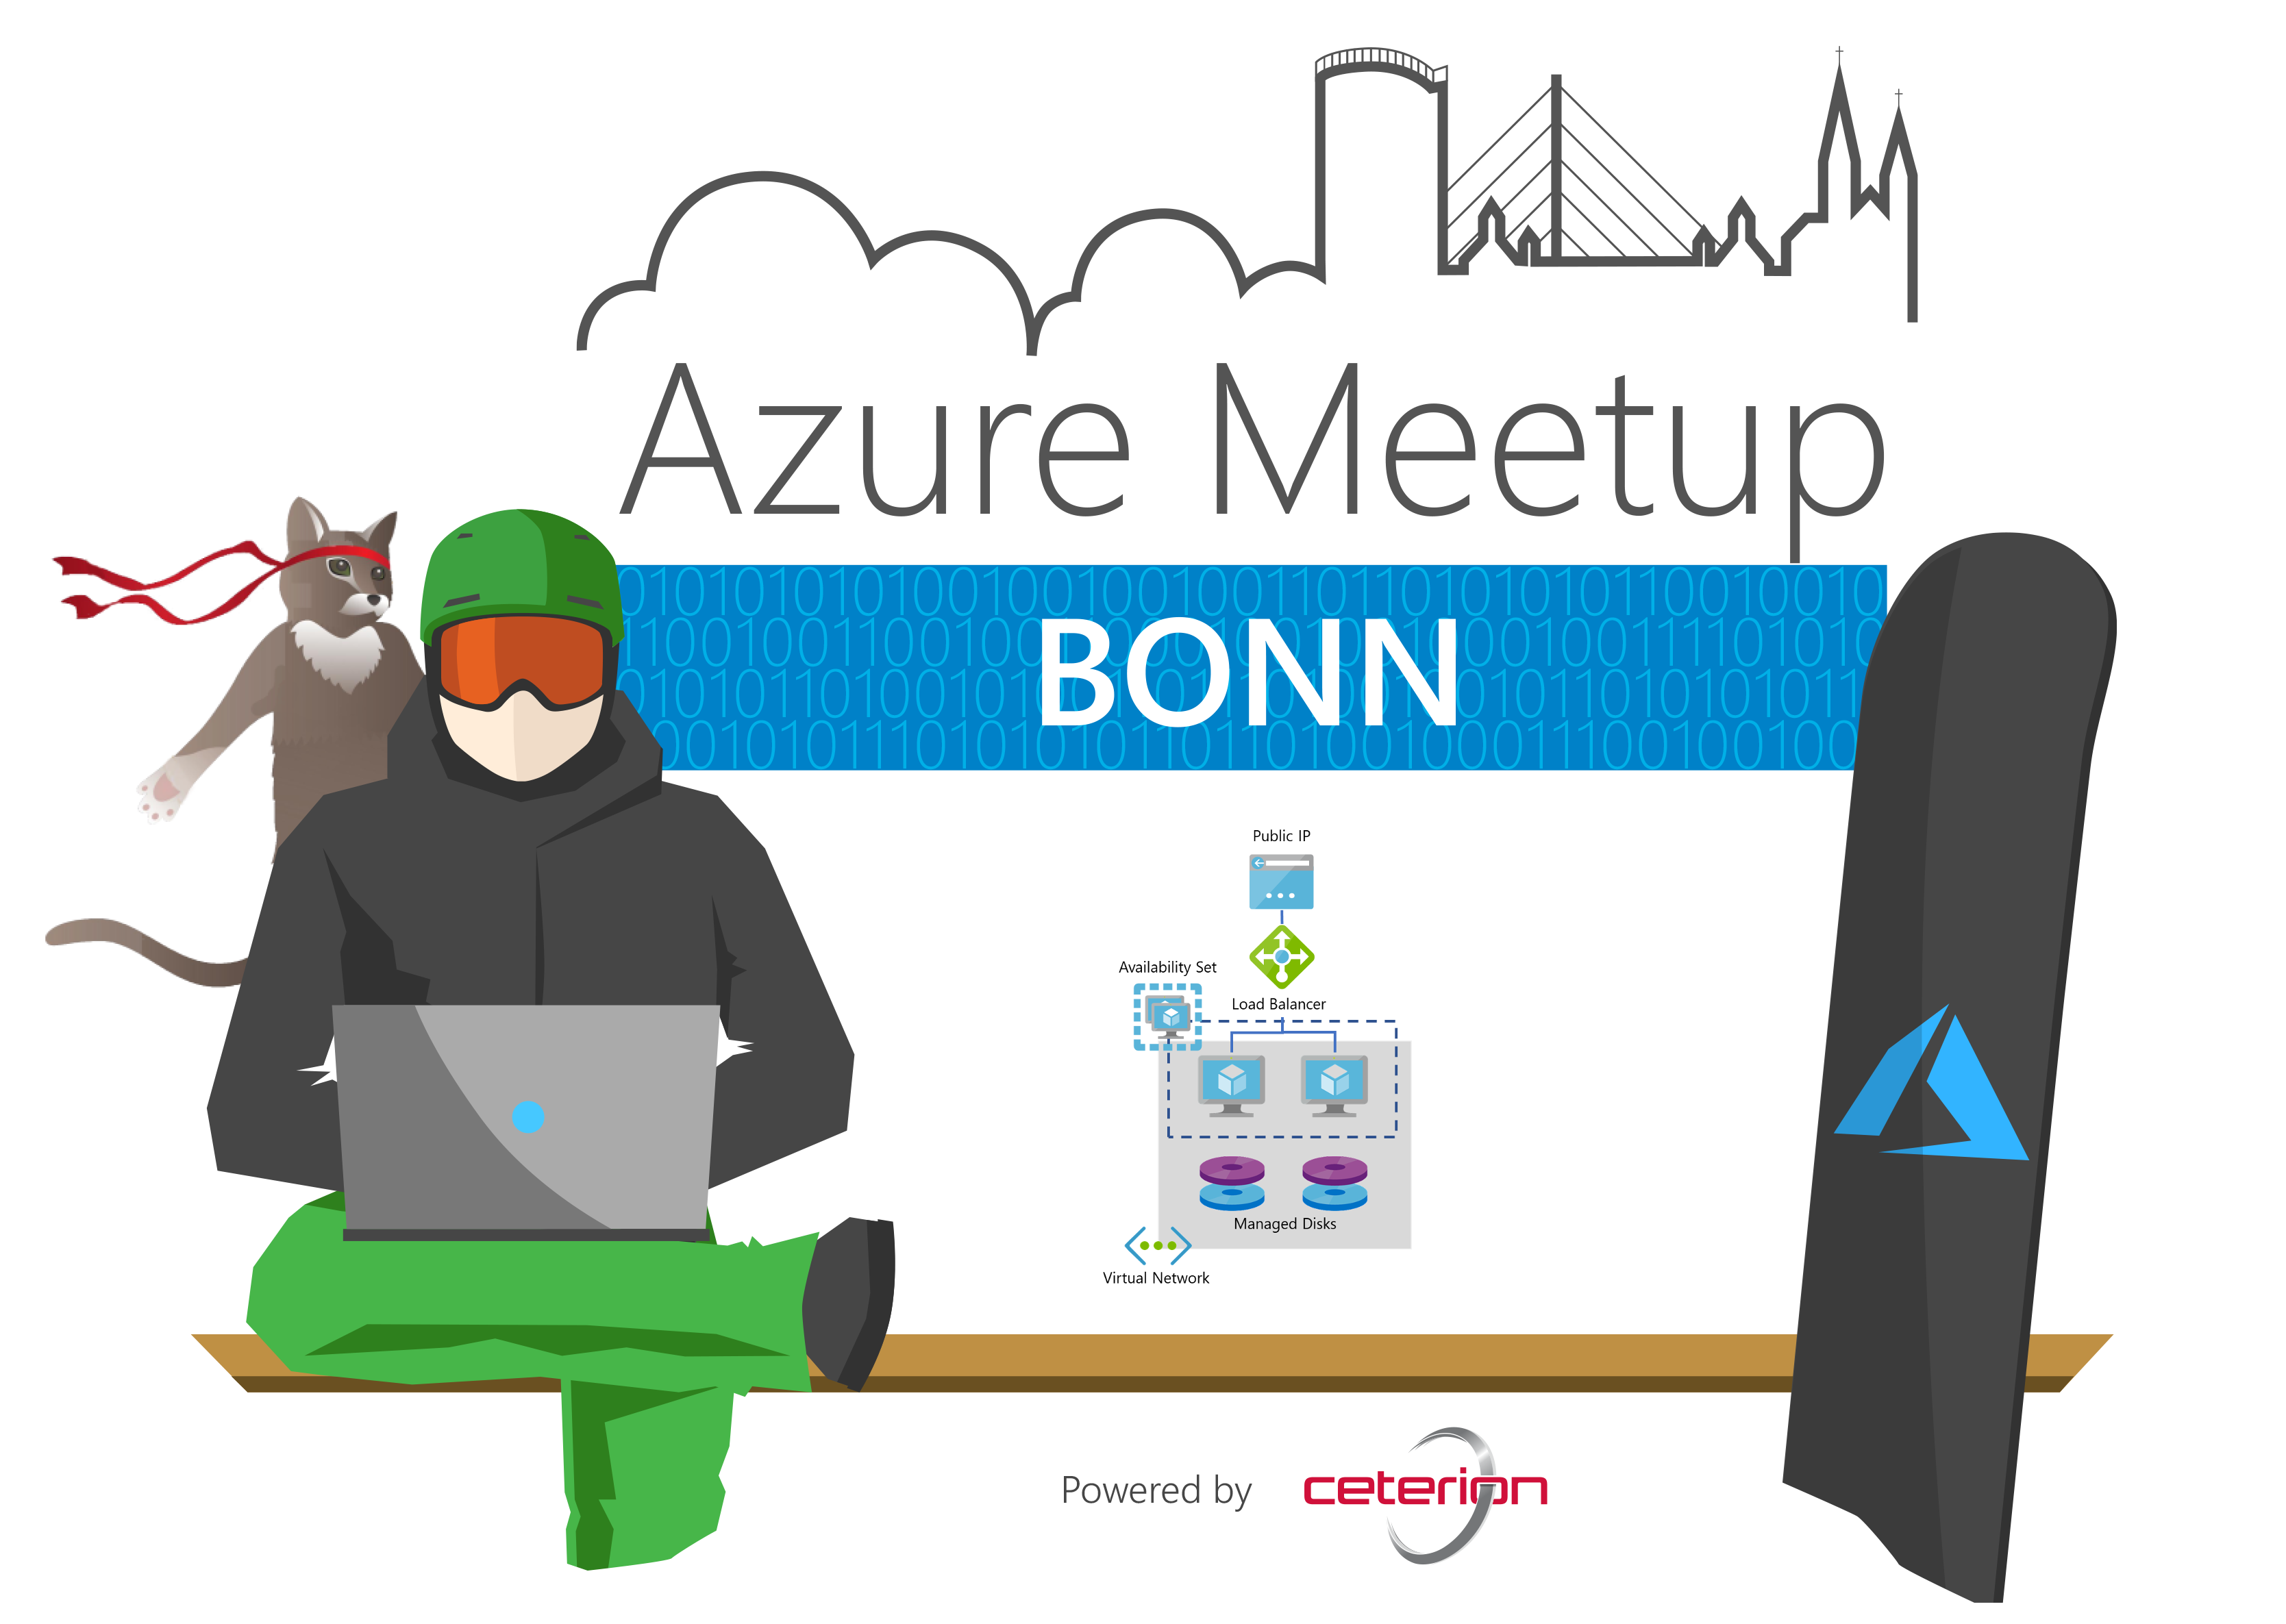 Azure Meetup
BONN
Public IP
Availability Set
Load Balancer
Managed Disks
Virtual Network
Powered by ceterion